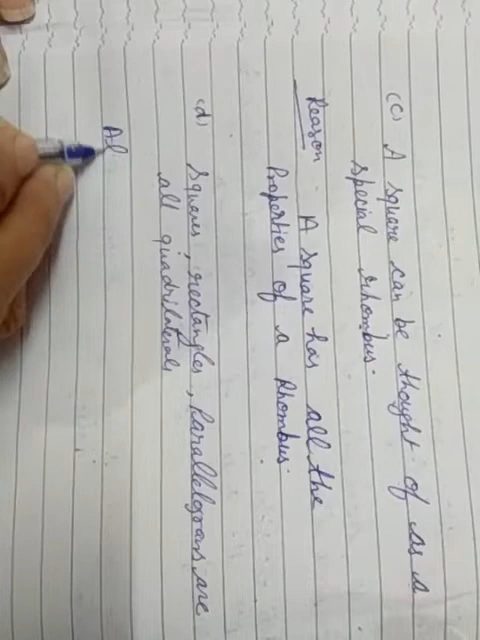 (c) A square can be thought of as a
special rhombus.
Reason - A square has all the
Properties of a Rhombus.
(d) Squares, rectangles, Parallelograms are
all quadrilaterals
Al